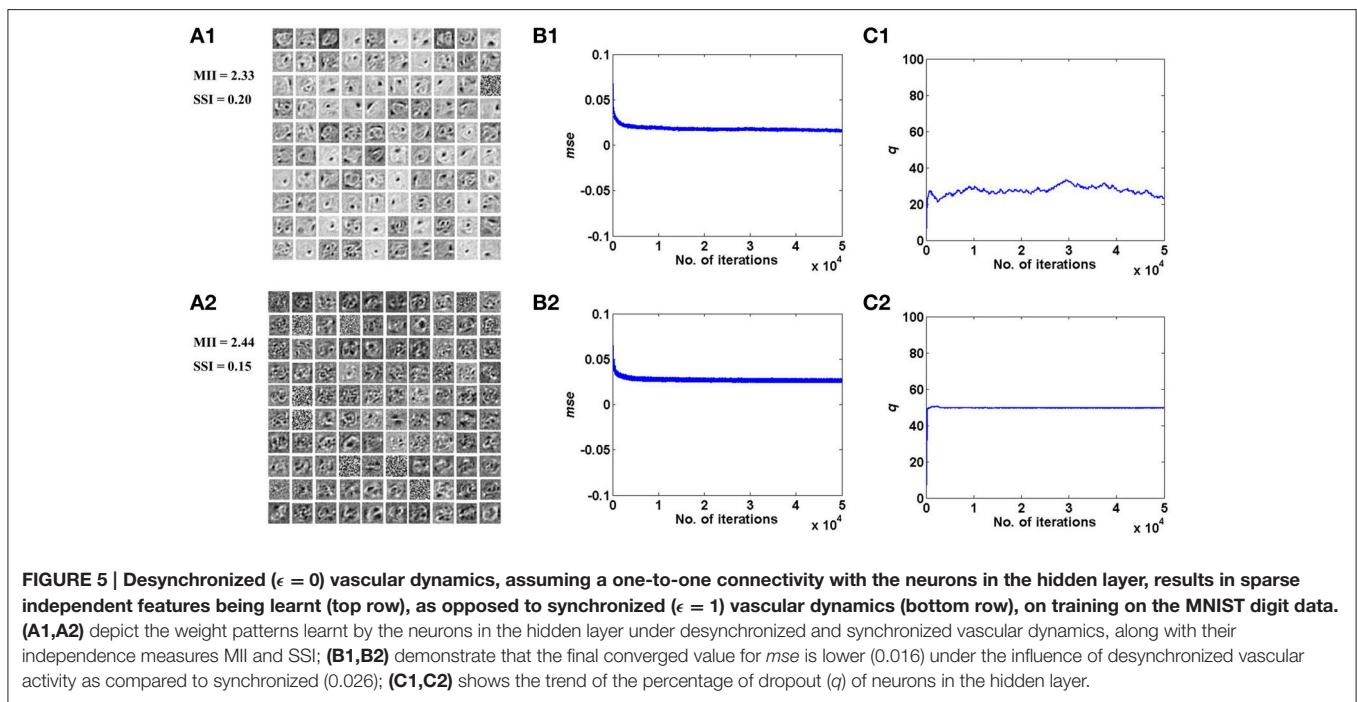 A1
MII = 2.33
SSI = 0.20
B1
0.1
0.05
0
-0.05
-0.1
mse
0 1 2 3 4 5
No. of iterations
x 10^4
C1
100
80
60
40
20
0
q
0 1 2 3 4 5
No. of iterations
x 10^4
A2
MII = 2.44
SSI = 0.15
B2
0.1
0.05
0
-0.05
-0.1
mse
0 1 2 3 4 5
No. of iterations
x 10^4
C2
100
80
60
40
20
0
q
0 1 2 3 4 5
No. of iterations
x 10^4
FIGURE 5 | Desynchronized (ϵ = 0) vascular dynamics, assuming a one-to-one connectivity with the neurons in the hidden layer, results in sparse
independent features being learnt (top row), as opposed to synchronized (ϵ = 1) vascular dynamics (bottom row), on training on the MNIST digit data.
(A1,A2) depict the weight patterns learnt by the neurons in the hidden layer under desynchronized and synchronized vascular dynamics, along with their
independence measures MII and SSI; (B1,B2) demonstrate that the final converged value for mse is lower (0.016) under the influence of desynchronized vascular
activity as compared to synchronized (0.026); (C1,C2) shows the trend of the percentage of dropout (q) of neurons in the hidden layer.